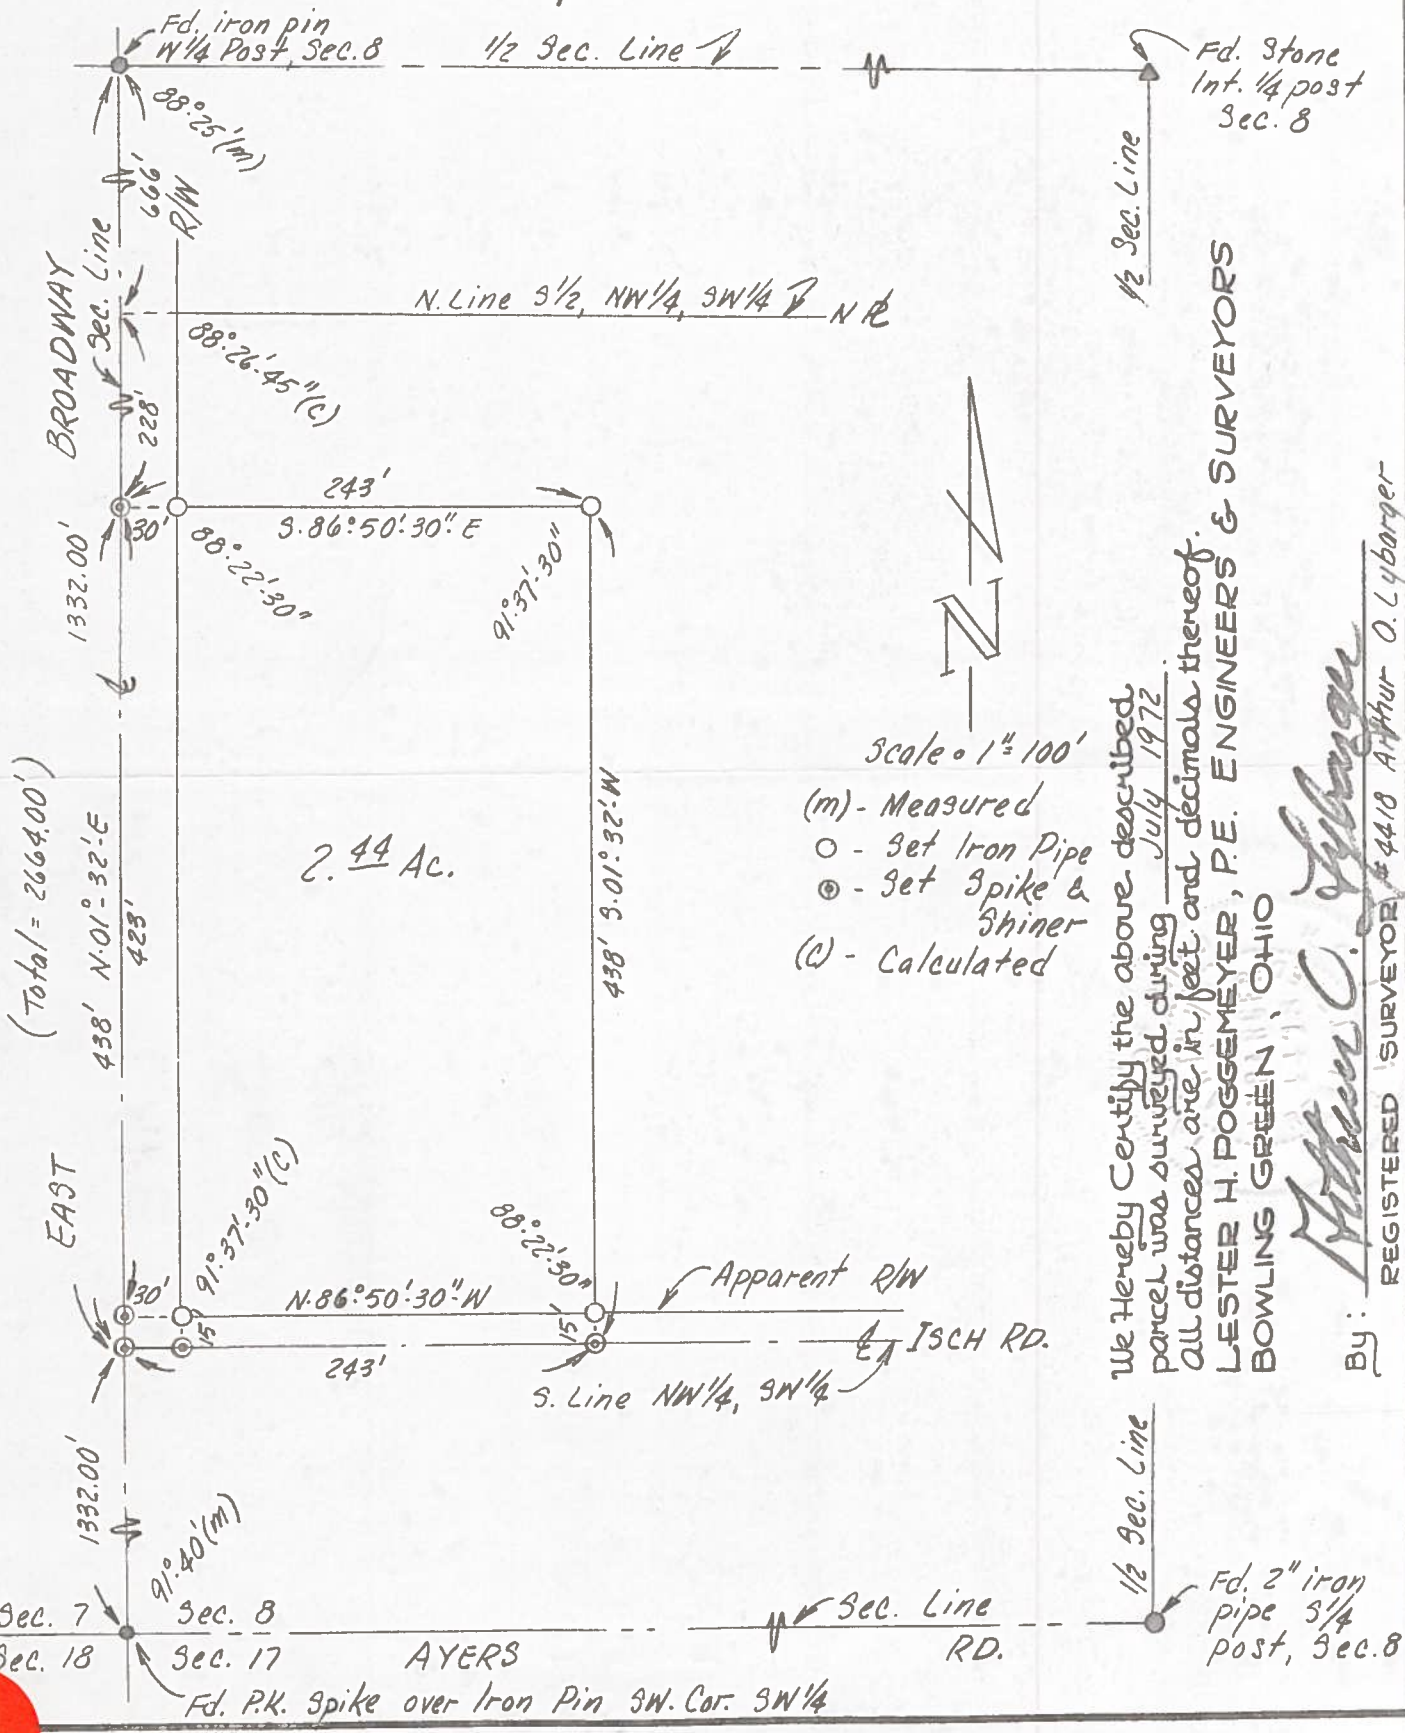 Fd. iron pin
W 1/4 Post, Sec. 8
1/2 Sec. Line
Fd. Stone
Int. 1/4 post
Sec. 8
88°-25' (m)
666'
R/W
1/2 Sec. Line
BROADWAY
Sec. Line
N. Line S 1/2, NW 1/4, SW 1/4
88°-26'-45" (c)
228'
243'
30'
S. 86°-50'-30" E
1332.00'
88°-22'-30"
91°-37'-30"
N
Scale • 1" = 100'
(m) - Measured
O - Set Iron Pipe
- Set Spike &
Shiner
(C) - Calculated
(Total = 2664.00')
438' N-01°-32'-E
423'
2.44 Ac.
438' S.01°-32'-W
EAST
91°-37'-30" (C)
88°-22'-30"
30'
N. 86°-50'-30"-W
Apparent R/W
15'
15'
243'
ISCH RD.
S. Line NW 1/4, SW 1/4
1332.00'
91°-40' (m)
1/2 Sec. Line
Sec. 7
Sec. 8
Sec. Line
Sec. 18
Sec. 17
AYERS
RD.
Fd. 2" iron
pipe S 1/4
post, Sec. 8
Fd. P.K. Spike over Iron Pin SW. Cor. SW 1/4
We Hereby Certify the above described
parcel was surveyed during July 1972.
all distances are in feet and decimals thereof.
LESTER H. POGGEMEYER, P.E. ENGINEERS & SURVEYORS
BOWLING GREEN, OHIO
By: Arthur O. Lybarger
REGISTERED SURVEYOR, #4418 Arthur O. Lybarger